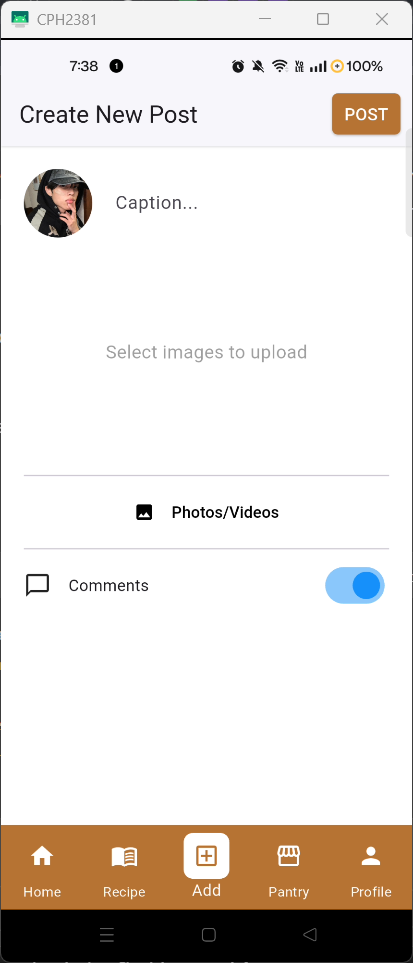 CPH2381
7:38 1 100%
Create New Post
POST
Caption...
Select images to upload
Photos/Videos
Comments
Home Recipe Add Pantry Profile